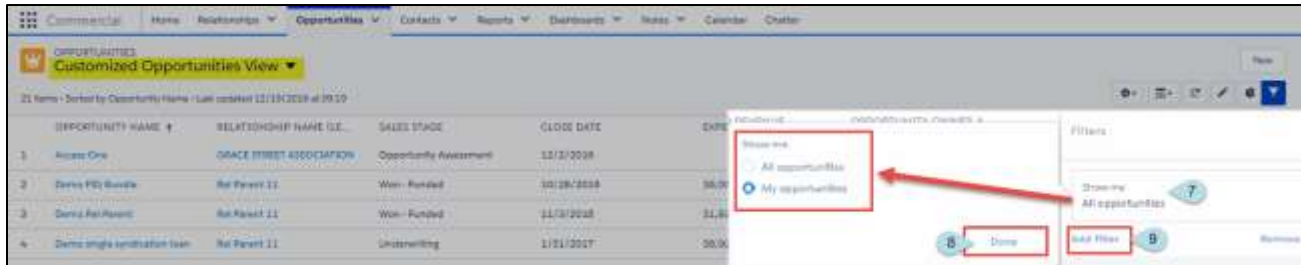 Commercial Home Relationships Opportunities Contacts Reports Dashboards Notes Calendar Chatter
OPPORTUNITIES
Customized Opportunities View
New
21 items • Sorted by Opportunity Name • Last updated 12/19/2018 at 09:19
OPPORTUNITY NAME RELATIONSHIP NAME (LE... SALES STAGE CLOSE DATE
Filters
Show me
All opportunities
My opportunities
Show me
All opportunities
7
1 Access One GRACE STREET ASSOCIATION Opportunity Assessment 12/2/2018
2 Demo PID Bundle Rel Parent 11 Won - Funded 10/28/2018
3 Demo Rel Parent Rel Parent 11 Won - Funded 11/3/2018
4 Demo single syndication loan Rel Parent 11 Underwriting 1/31/2017
8 Done Add Filter 9 Remove